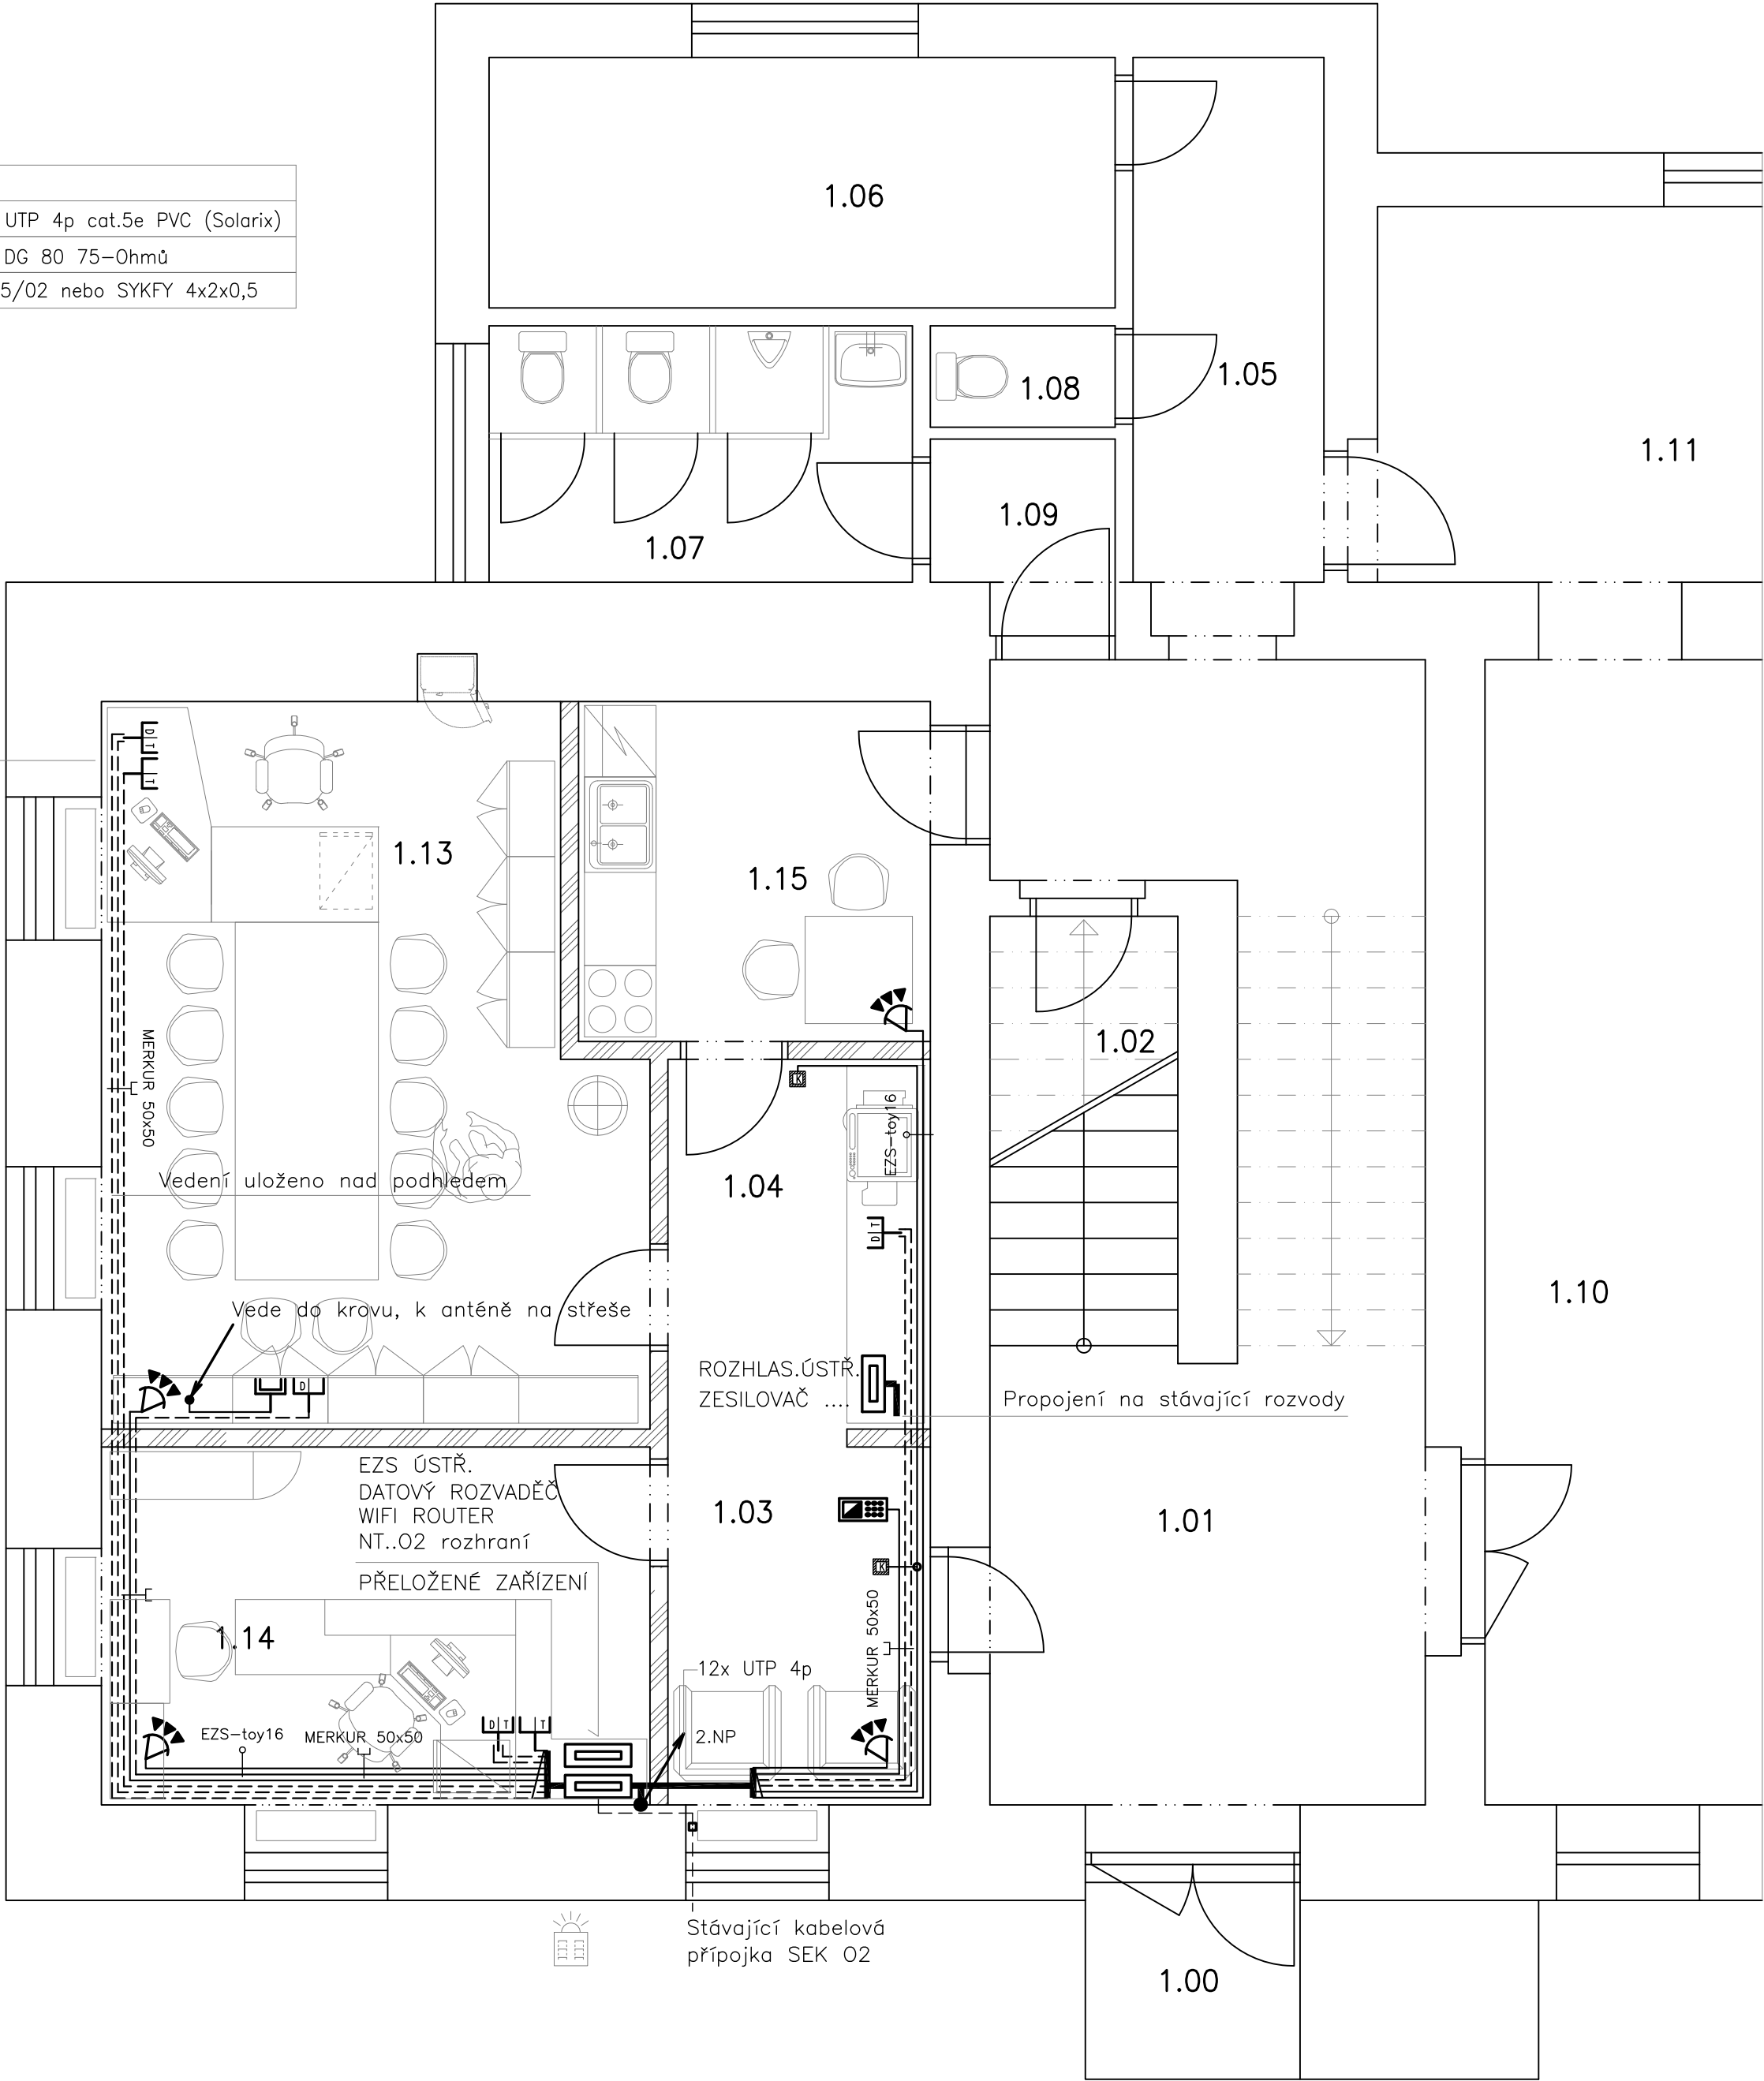 1.06
UTP 4p cat.5e PVC (Solarix)
DG 80 75-Ohmů
5/02 nebo SYKFY 4x2x0,5
1.08
1.05
1.11
1.09
1.07
D T
T
1.13
1.15
1.02
MERKUR 50x50
K
EZS-toy16
Vedení uloženo nad podhledem
1.04
D T
1.10
Vede do krovu, k anténě na střeše
D
ROZHLAS.ÚSTŘ.
ZESILOVAČ ....
Propojení na stávající rozvody
EZS ÚSTŘ.
DATOVÝ ROZVADĚČ
WIFI ROUTER
NT..O2 rozhraní
PŘELOŽENÉ ZAŘÍZENÍ
1.03
1.01
K
MERKUR 50x50
1.14
12x UTP 4p
EZS-toy16
MERKUR 50x50
D T
T
2.NP
Stávající kabelová
přípojka SEK O2
1.00